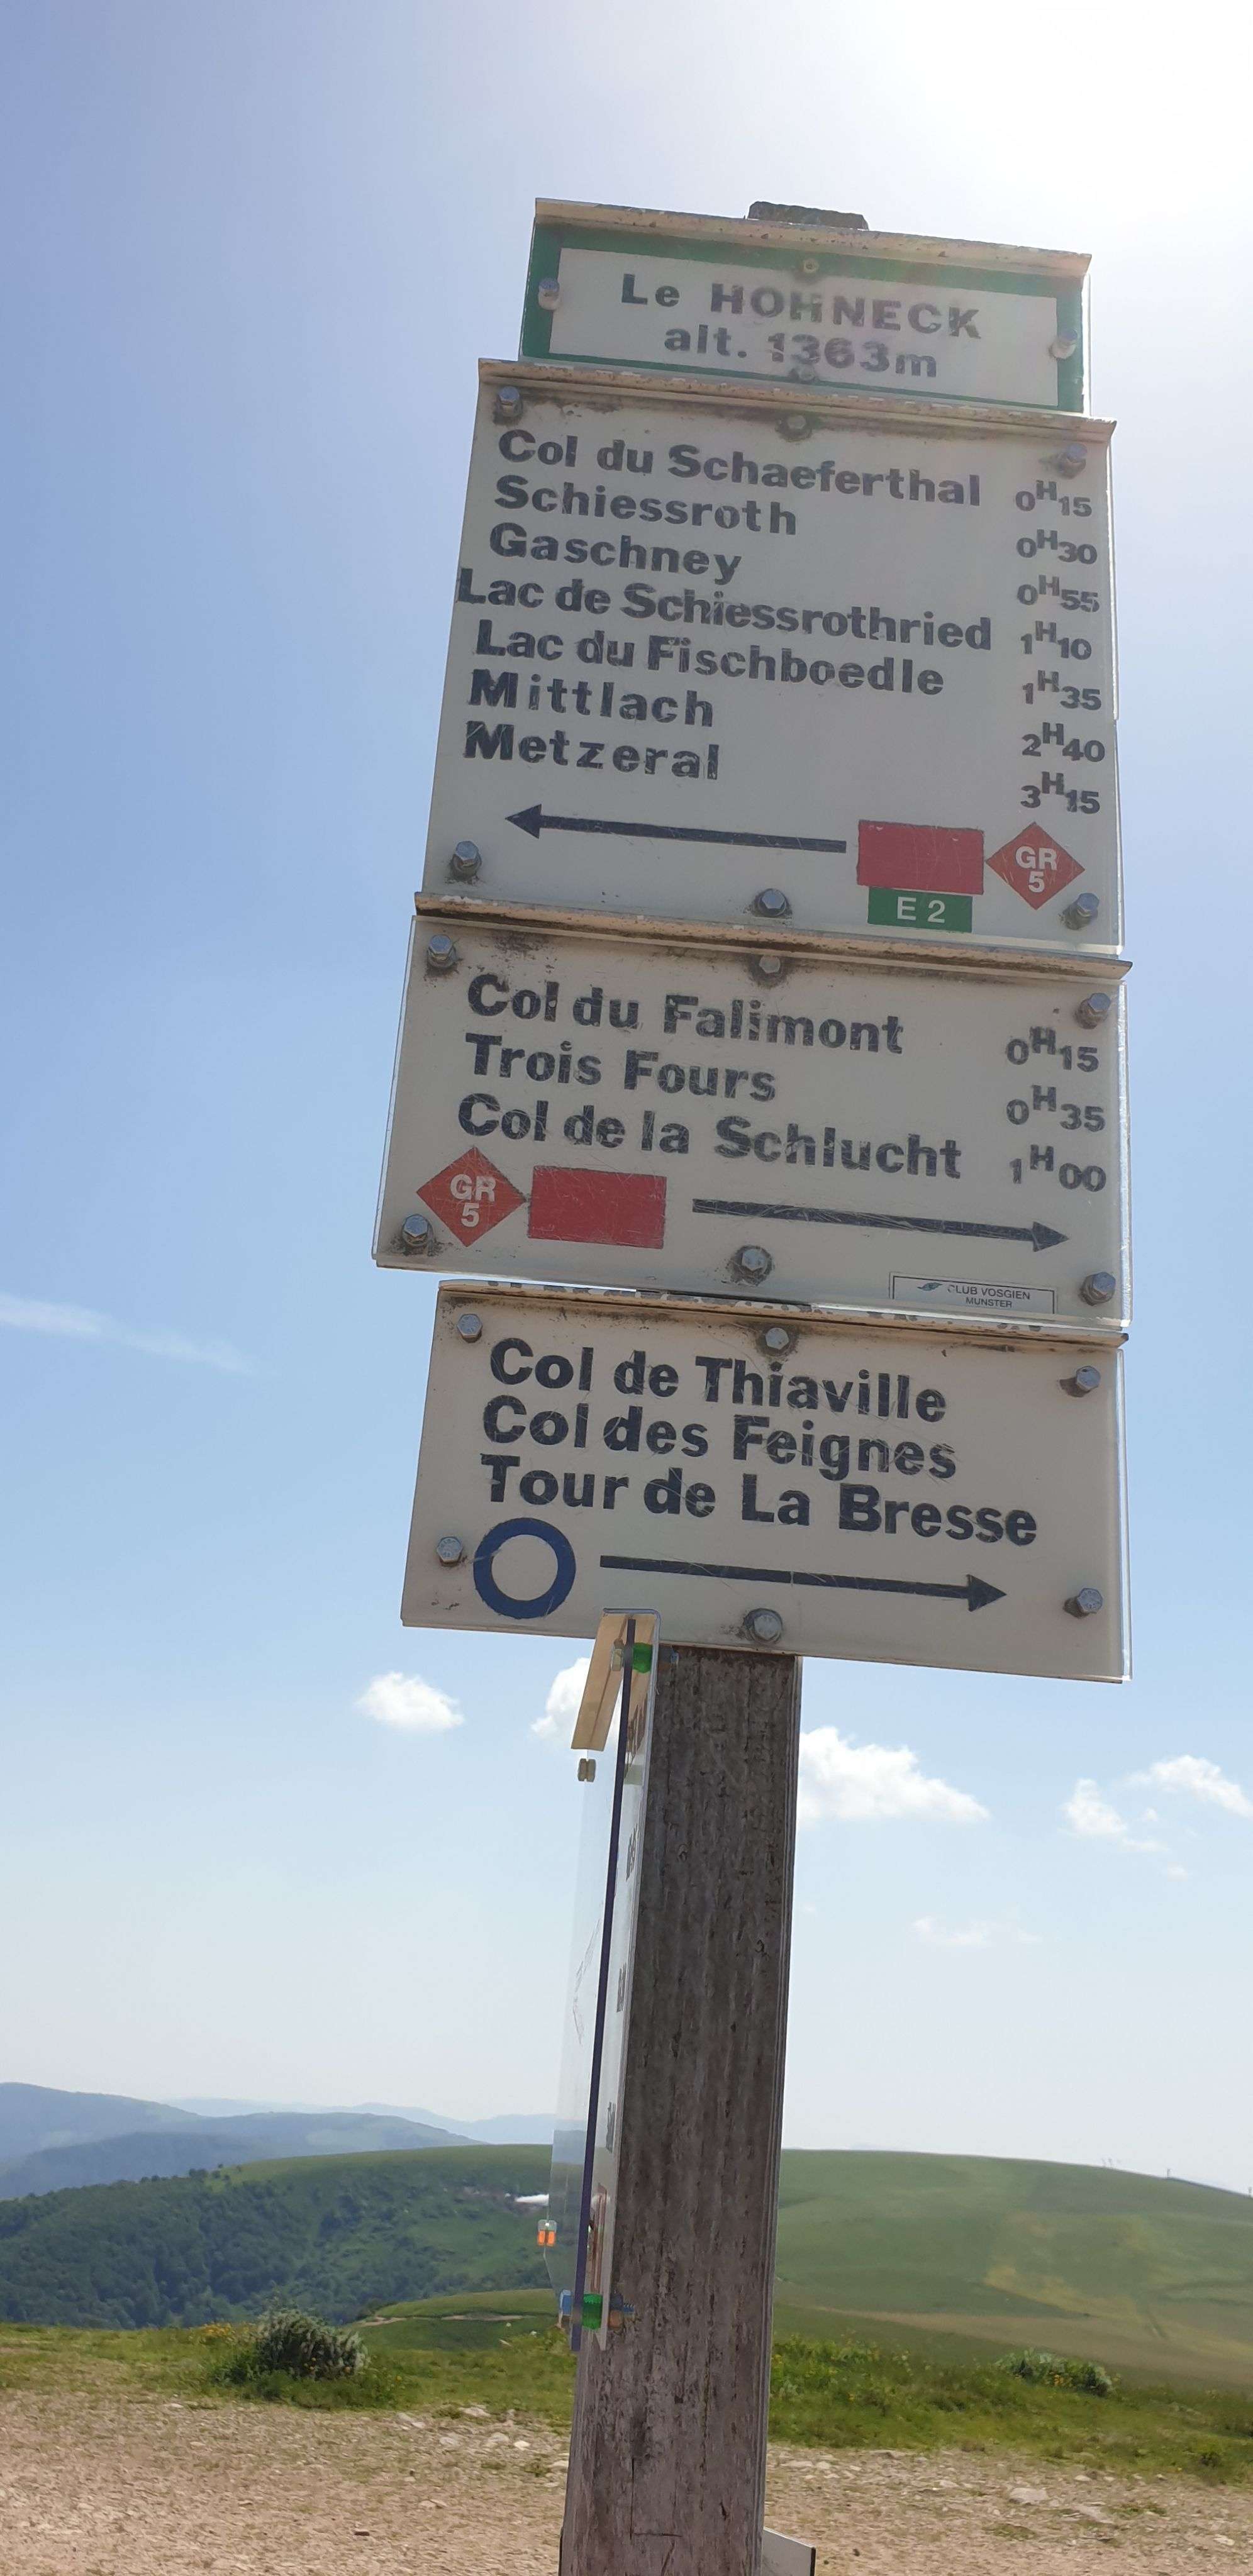 Le HOHNECK
alt. 1363m
Col du Schaeferthal 0H15
Schiessroth 0H30
Gaschney 0H55
Lac de Schiessrothried 1H10
Lac du Fischboedle 1H35
Mittlach 2H40
Metzeral 3H15
GR 5
E 2
Col du Falimont 0H15
Trois Fours 0H35
Col de la Schlucht 1H00
GR 5
CLUB VOSGIEN
MUNSTER
Col de Thiaville
Col des Feignes
Tour de La Bresse